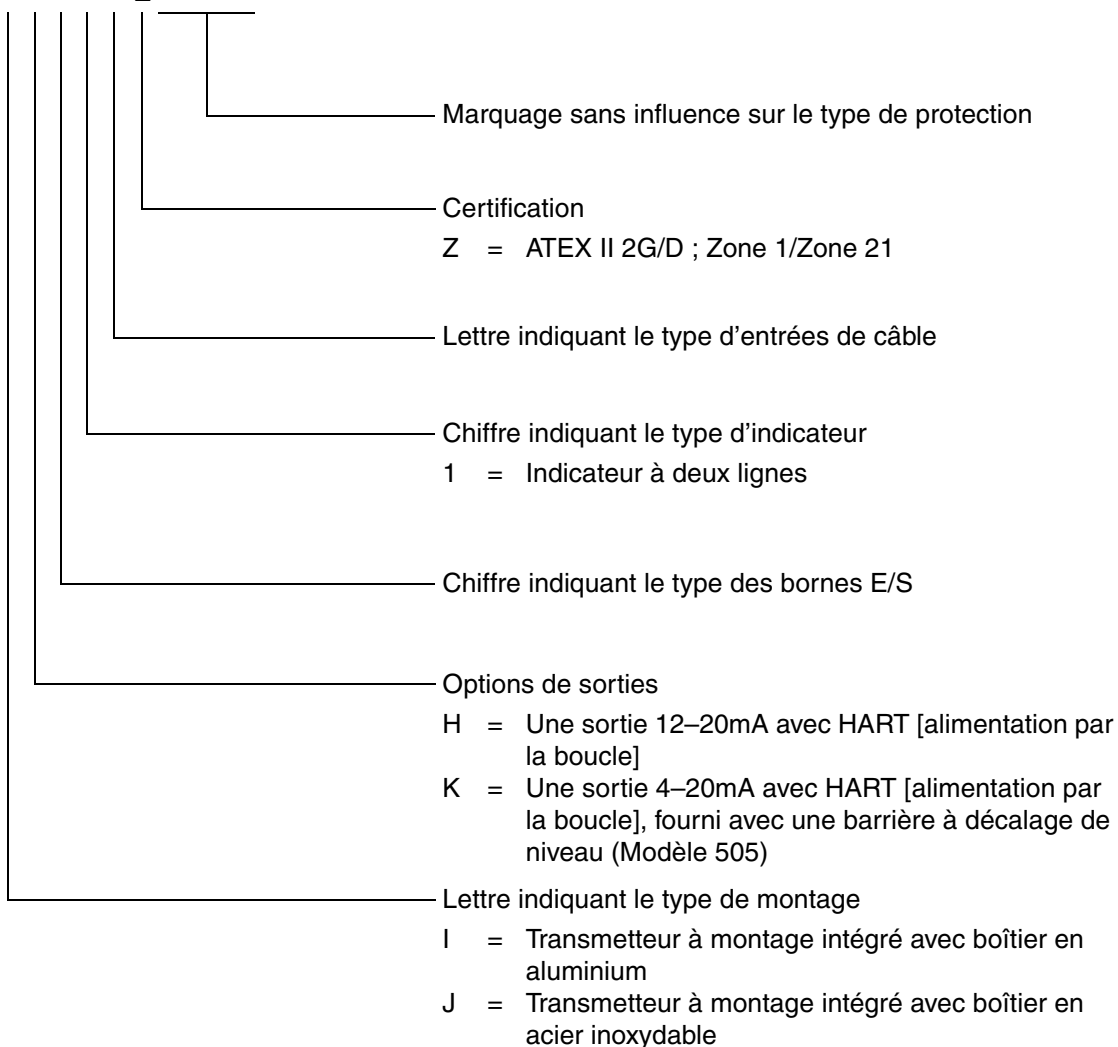 Marquage sans influence sur le type de protection
Certification
Z = ATEX II 2G/D ; Zone 1/Zone 21
Lettre indiquant le type d'entrées de câble
Chiffre indiquant le type d'indicateur
1 = Indicateur à deux lignes
Chiffre indiquant le type des bornes E/S
Options de sorties
H = Une sortie 12–20mA avec HART [alimentation par
la boucle]
K = Une sortie 4–20mA avec HART [alimentation par
la boucle], fourni avec une barrière à décalage de
niveau (Modèle 505)
Lettre indiquant le type de montage
I = Transmetteur à montage intégré avec boîtier en
aluminium
J = Transmetteur à montage intégré avec boîtier en
acier inoxydable